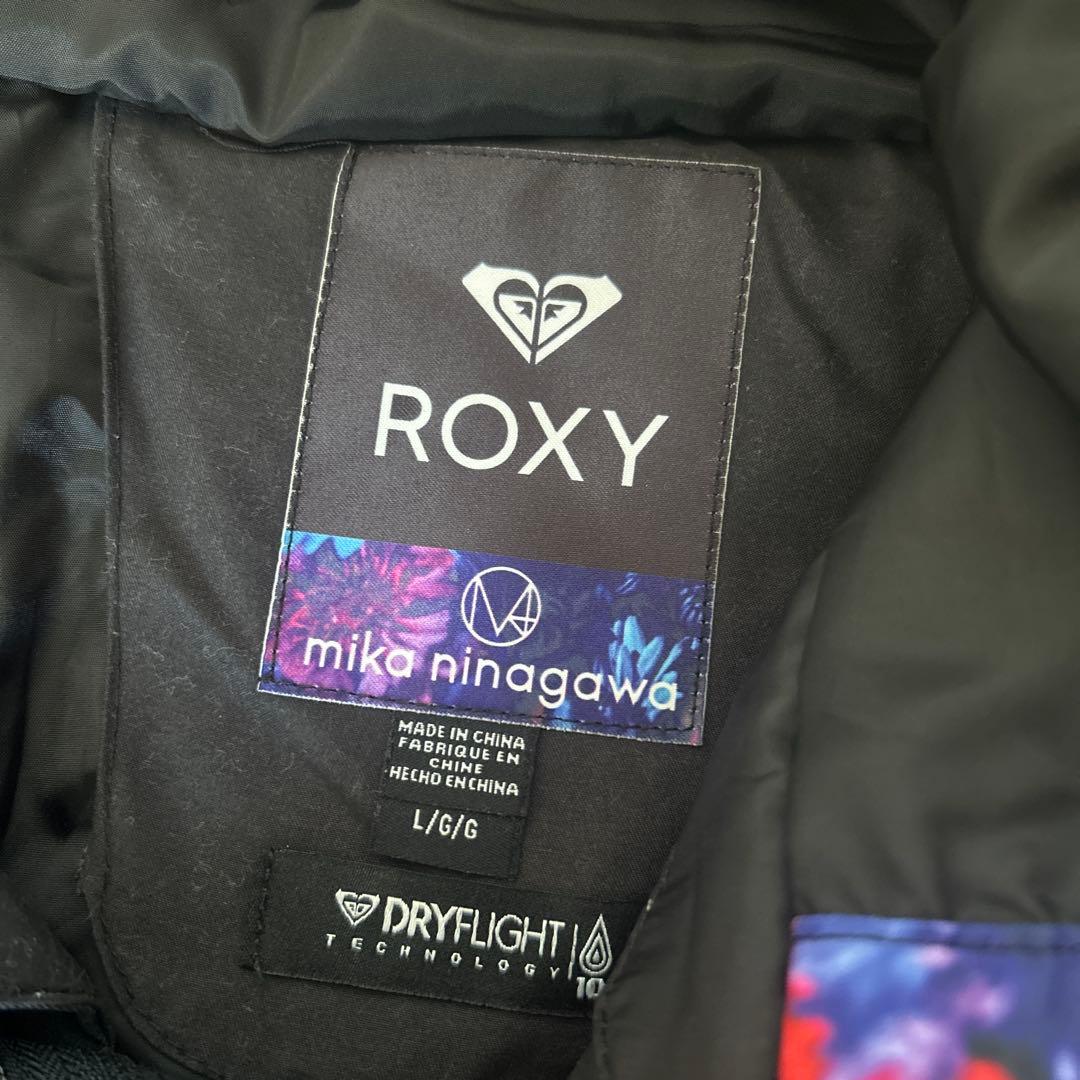 ROXY
mika ninagawa
MADE IN CHINA
FABRIQUE EN
CHINE
HECHO EN CHINA
L/G/G
DRYFLIGHT
TECHNOLOGY